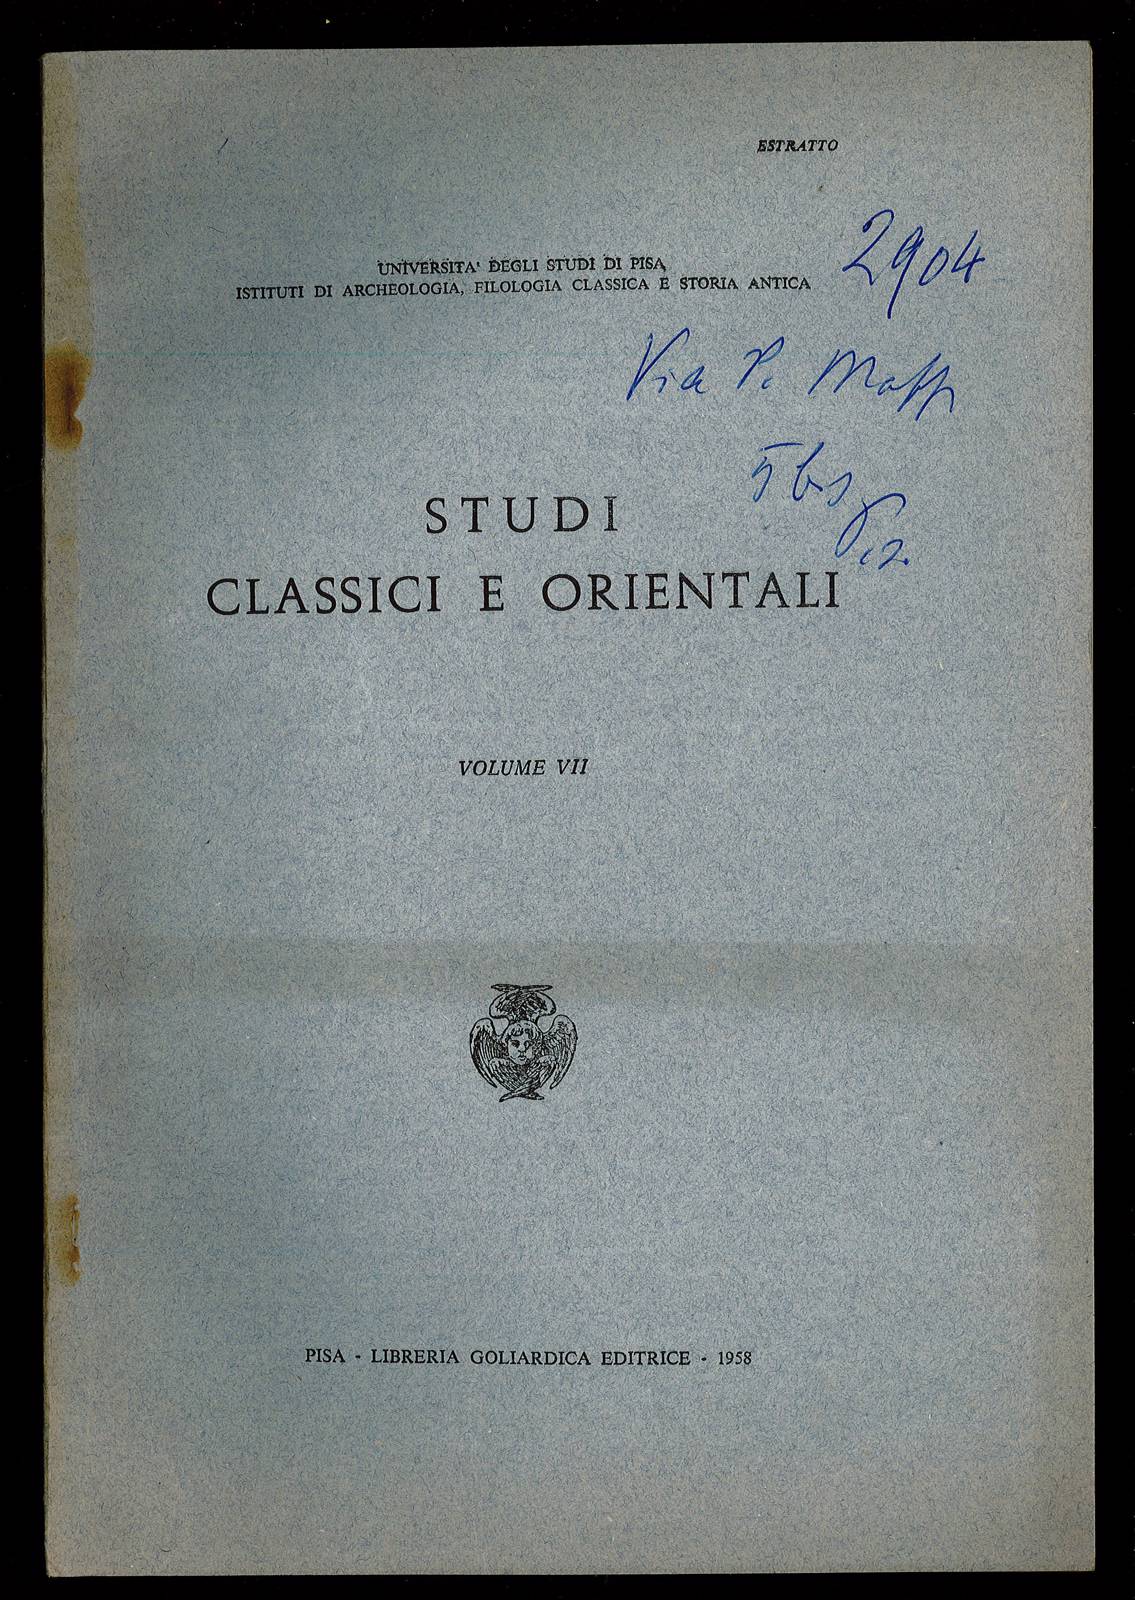 ESTRATTO
2904
UNIVERSITA' DEGLI STUDI DI PISA
ISTITUTI DI ARCHEOLOGIA, FILOLOGIA CLASSICA E STORIA ANTICA
Via P.
STUDI
CLASSICI E ORIENTALI
VOLUME VII
PISA - LIBRERIA GOLIARDICA EDITRICE - 1958